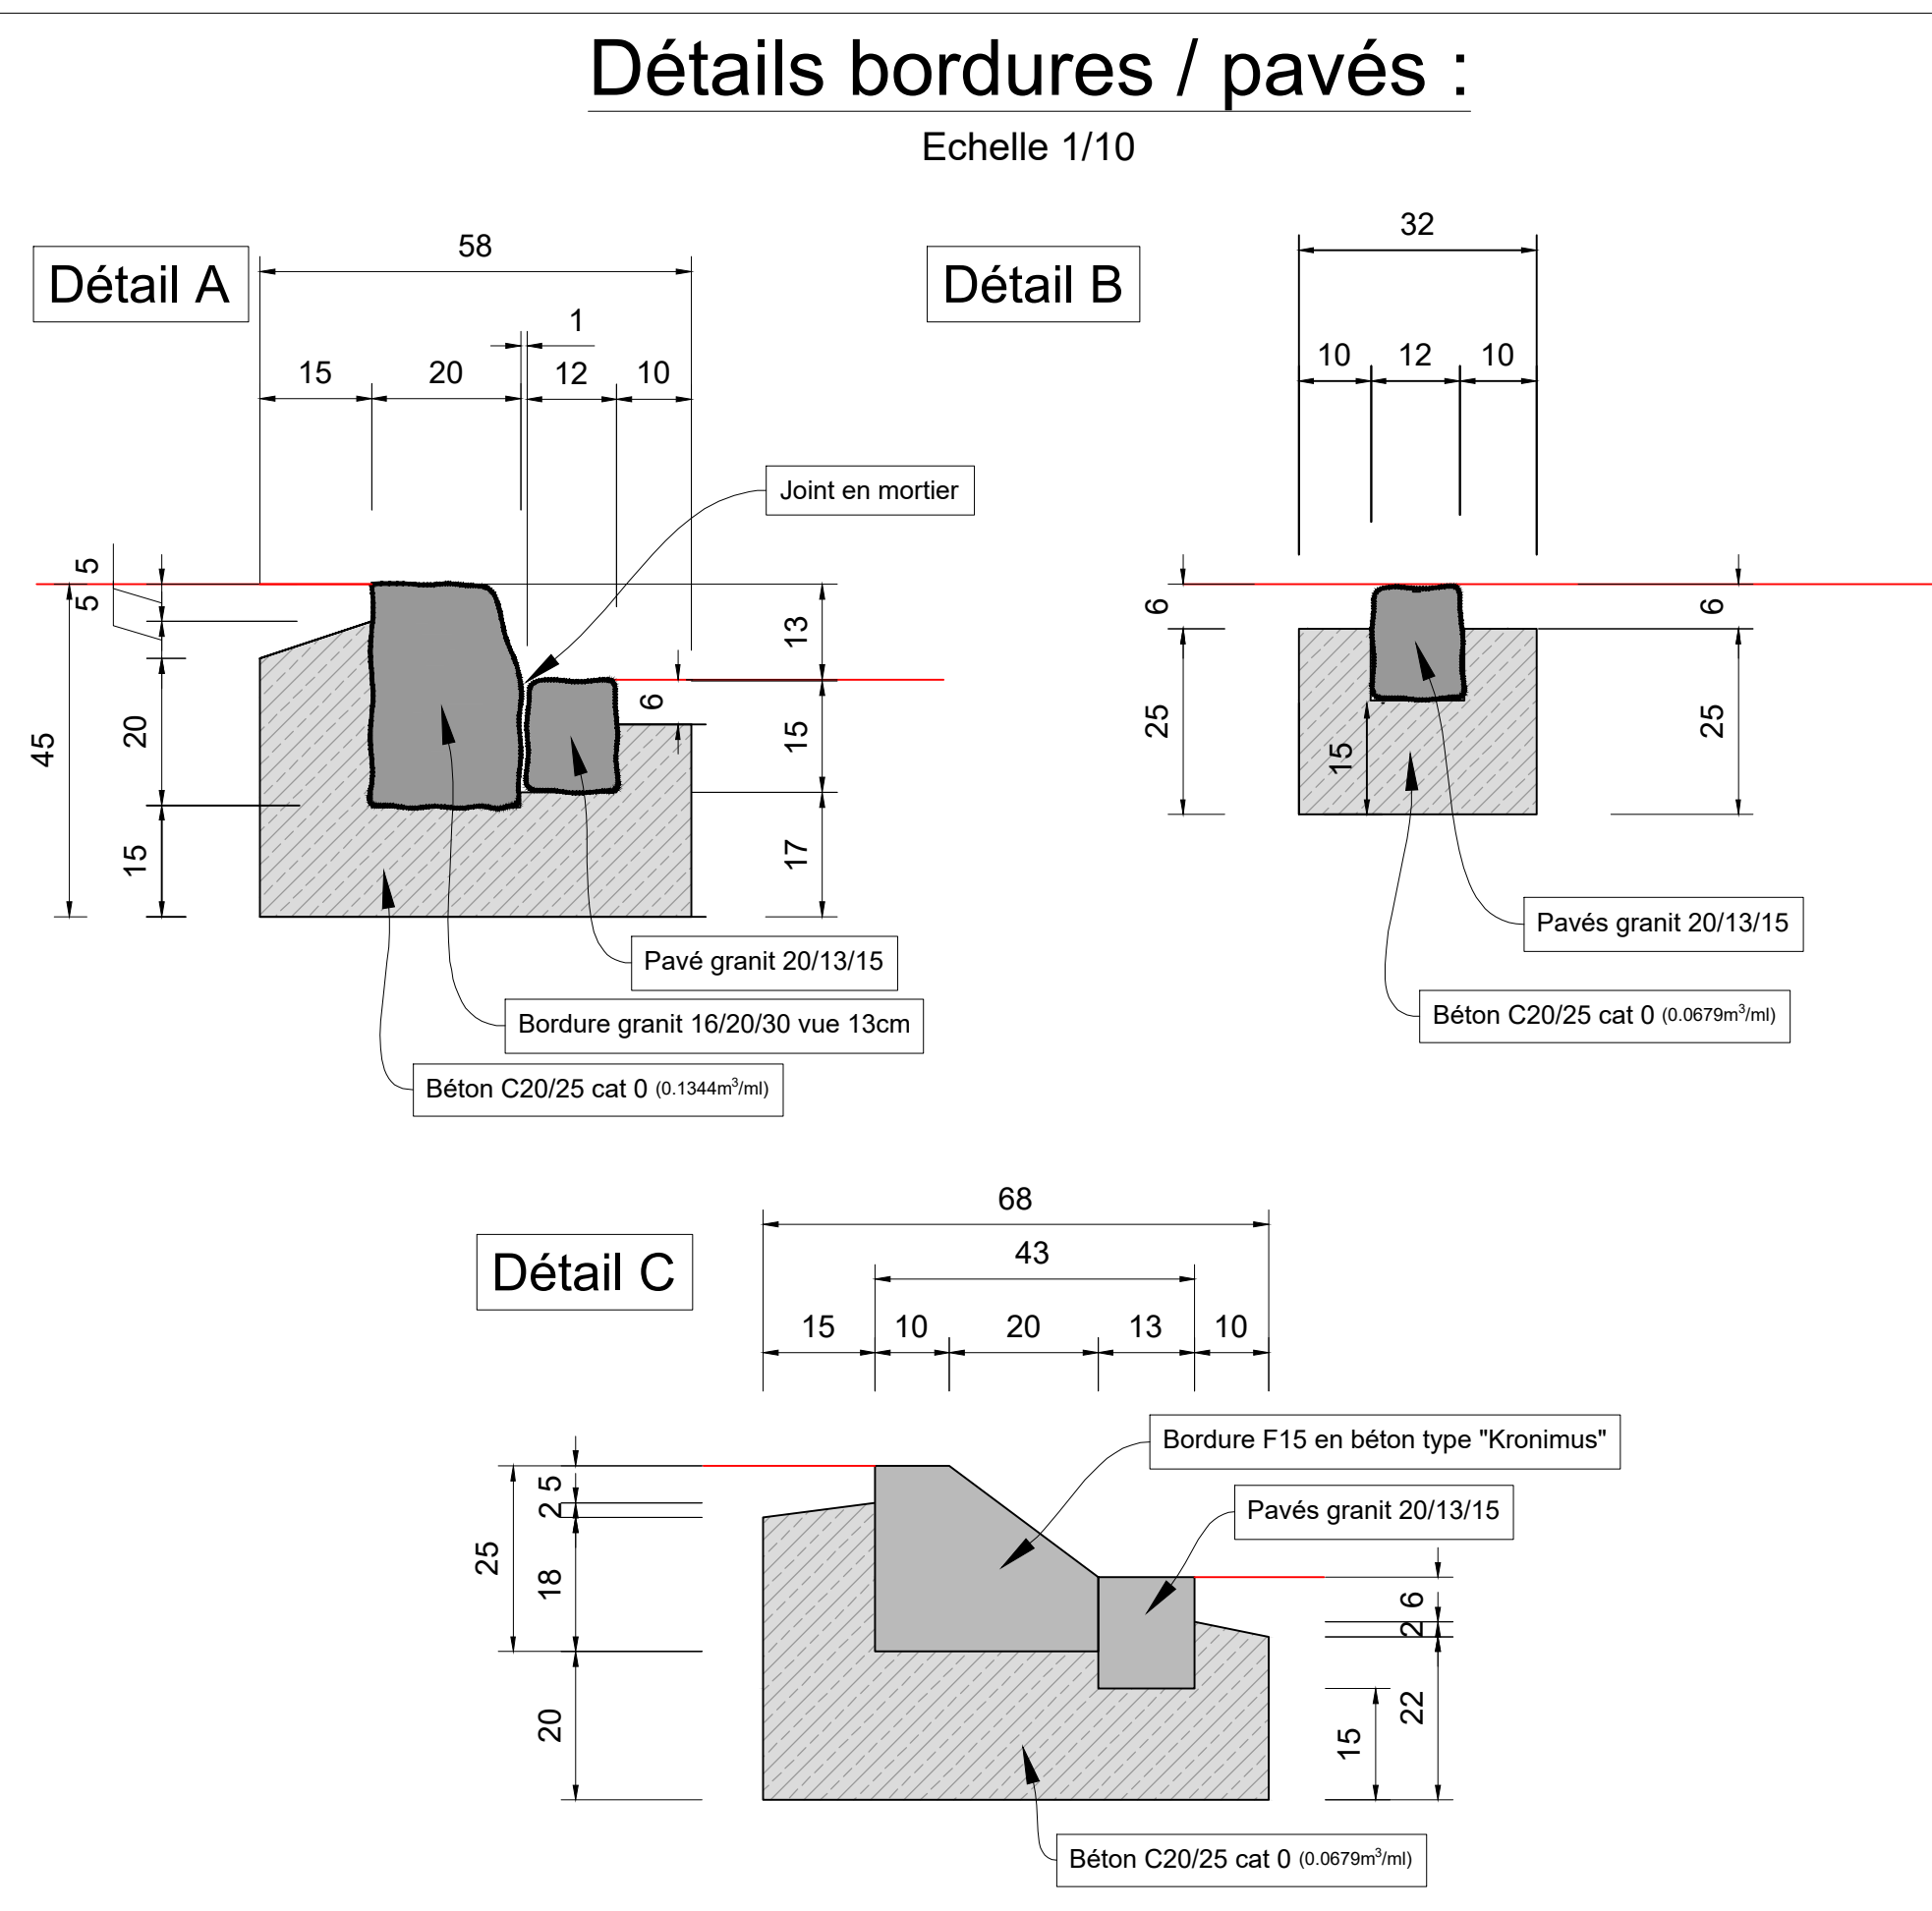 Détails bordures / pavés :
Echelle 1/10
Détail A
58
1
15
20
12
10
Joint en mortier
5
5
20
15
45
13
6
15
17
Pavé granit 20/13/15
Bordure granit 16/20/30 vue 13cm
Béton C20/25 cat 0 (0.1344m³/ml)
Détail B
32
10
12
10
6
25
15
6
25
Pavés granit 20/13/15
Béton C20/25 cat 0 (0.0679m³/ml)
Détail C
68
43
15
10
20
13
10
Bordure F15 en béton type "Kronimus"
Pavés granit 20/13/15
5
2
18
25
20
6
2
22
15
Béton C20/25 cat 0 (0.0679m³/ml)